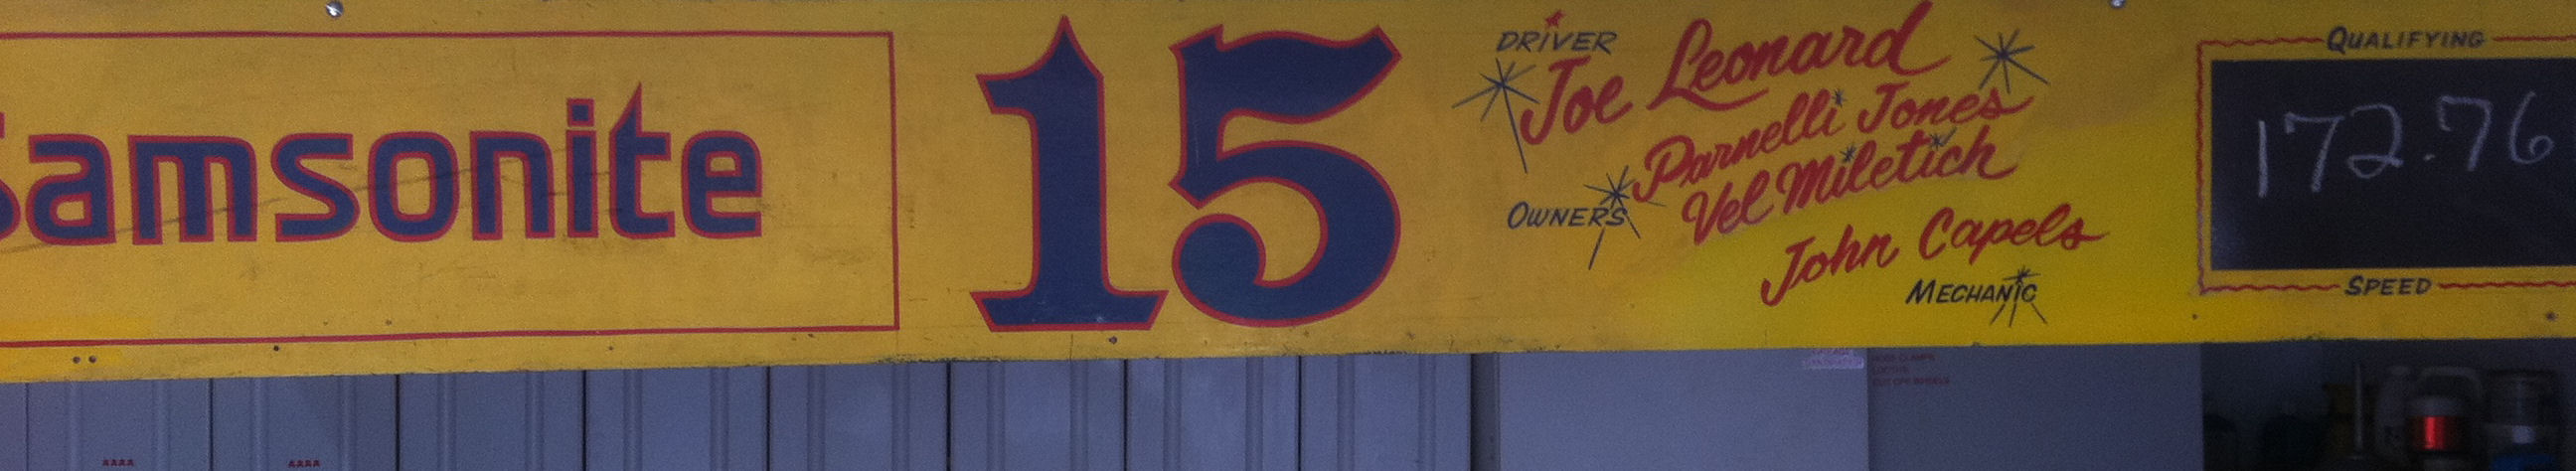 Samsonite
15
DRIVER
Joe Leonard
Parnelli Jones
Vel Miletich
OWNERS
John Capels
MECHANIC
QUALIFYING
172.76
SPEED